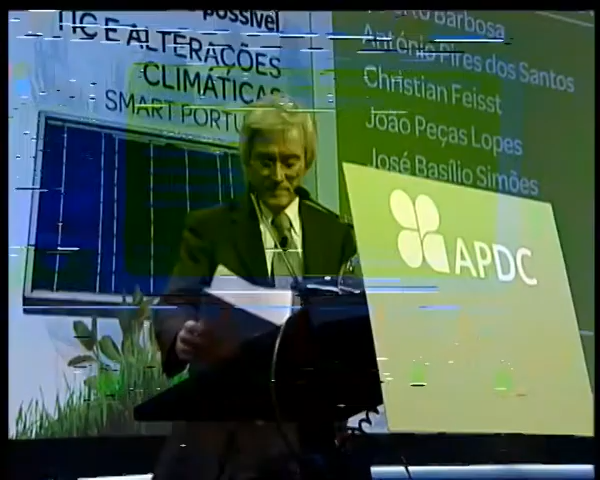 possível
TIC E ALTERAÇÕES
CLIMÁTICAS
SMART PORTU
Barbosa
António Pires dos Santos
Christian Feisst
João Peças Lopes
José Basílio Simões
APDC